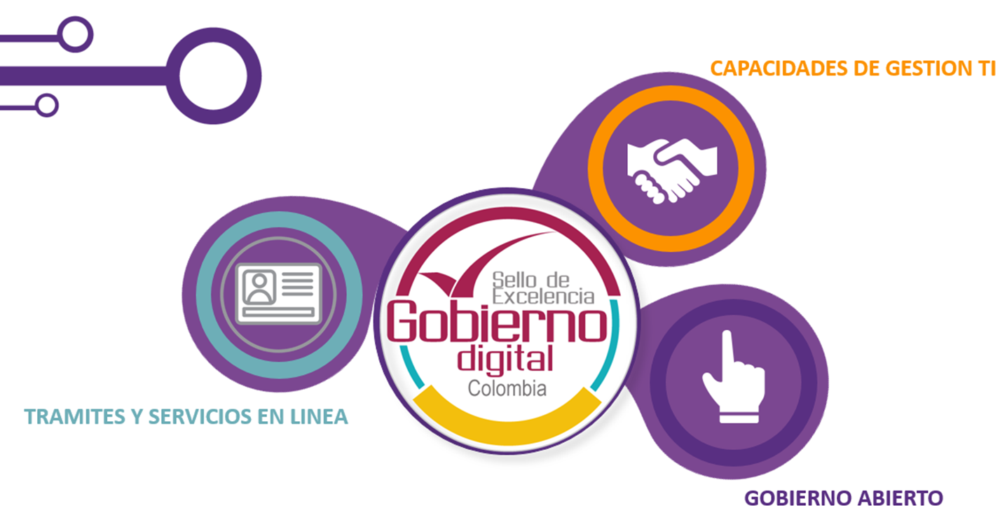 CAPACIDADES DE GESTION TI
Sello de
Excelencia
Gobierno
digital
Colombia
TRAMITES Y SERVICIOS EN LINEA
GOBIERNO ABIERTO